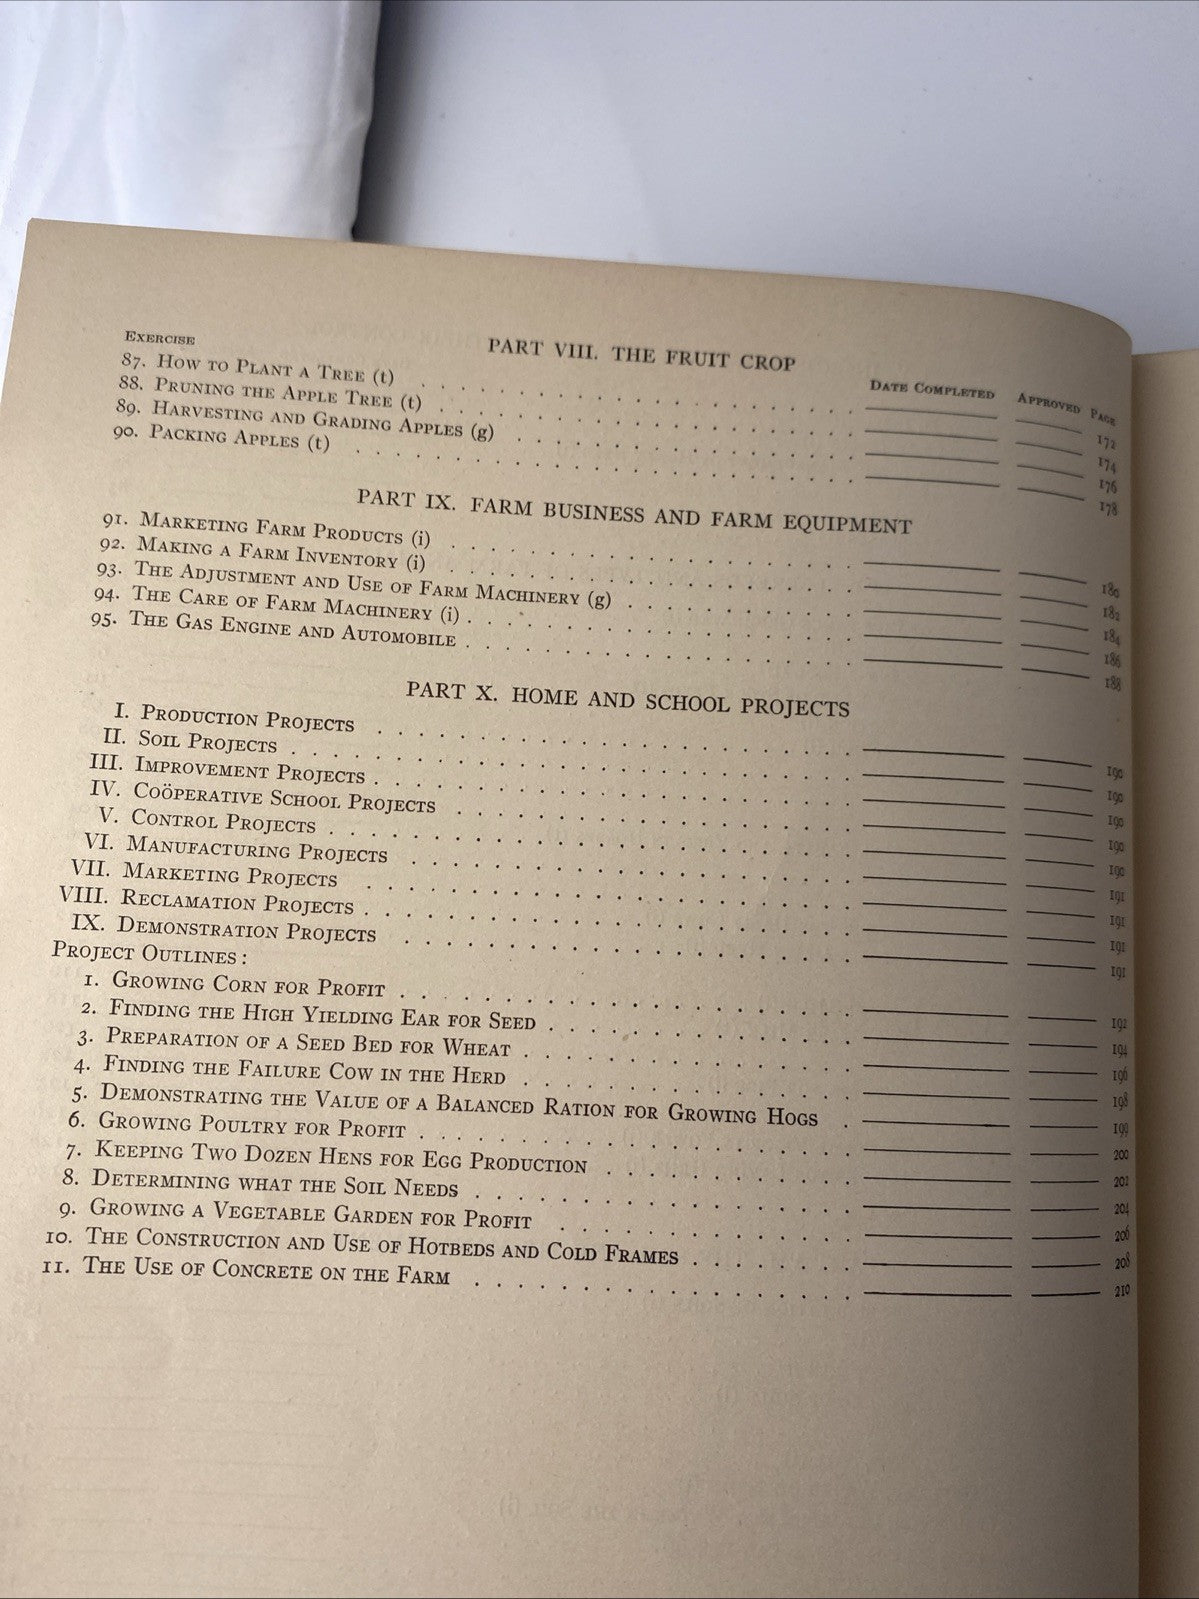 PART VIII. THE FRUIT CROP
Exercise Date Completed Approved Page
87. How to Plant a Tree (t) 172
88. Pruning the Apple Tree (t) 174
89. Harvesting and Grading Apples (g) 176
90. Packing Apples (t) 178
PART IX. FARM BUSINESS AND FARM EQUIPMENT
91. Marketing Farm Products (i) 180
92. Making a Farm Inventory (i) 182
93. The Adjustment and Use of Farm Machinery (g) 184
94. The Care of Farm Machinery (i) 186
95. The Gas Engine and Automobile 188
PART X. HOME AND SCHOOL PROJECTS
I. Production Projects 190
II. Soil Projects 190
III. Improvement Projects 190
IV. Coöperative School Projects 190
V. Control Projects 190
VI. Manufacturing Projects 191
VII. Marketing Projects 191
VIII. Reclamation Projects 191
IX. Demonstration Projects 191
Project Outlines:
1. Growing Corn for Profit 192
2. Finding the High Yielding Ear for Seed 194
3. Preparation of a Seed Bed for Wheat 196
4. Finding the Failure Cow in the Herd 198
5. Demonstrating the Value of a Balanced Ration for Growing Hogs 199
6. Growing Poultry for Profit 200
7. Keeping Two Dozen Hens for Egg Production 202
8. Determining what the Soil Needs 204
9. Growing a Vegetable Garden for Profit 206
10. The Construction and Use of Hotbeds and Cold Frames 208
11. The Use of Concrete on the Farm 210